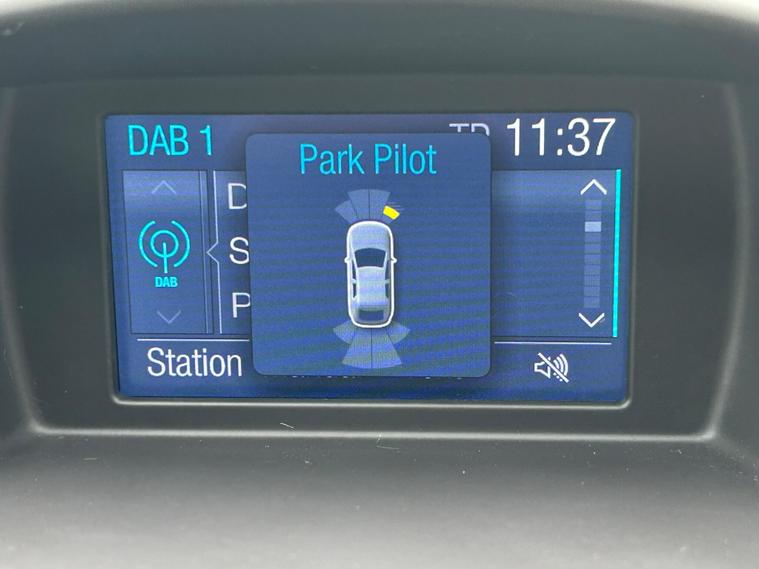 DAB 1
11:37
Park Pilot
D
S
P
DAB
Station